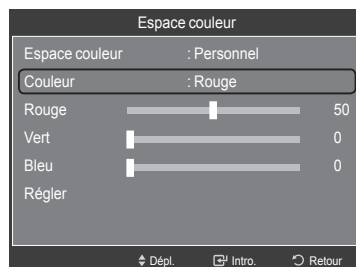 Espace couleur
Espace couleur : Personnel
Couleur : Rouge
Rouge 50
Vert 0
Bleu 0
Régler
Dépl. Intro. Retour